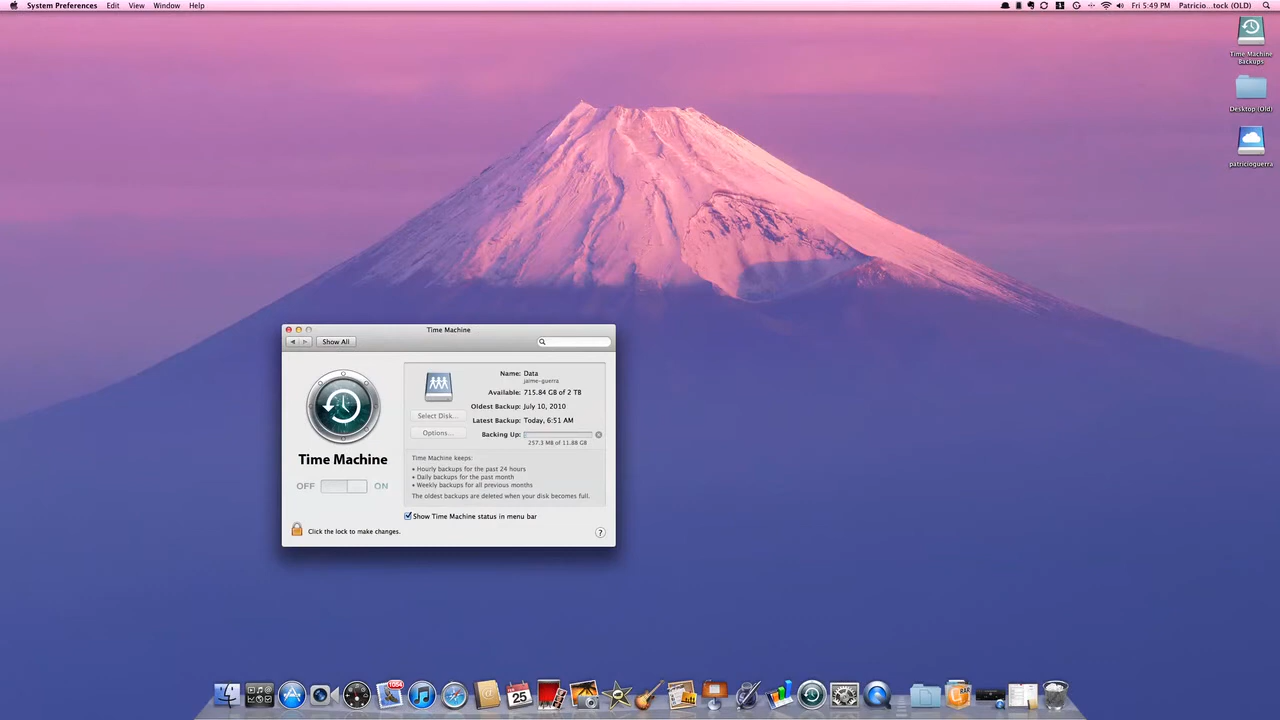 System Preferences Edit View Window Help
Fri 5:49 PM Patricio...tock (OLD)
Time Machine
Backups
Desktop (Old)
patricioguerra
Time Machine
Show All
Name: Data
jaime-guerra
Available: 715.84 GB of 2 TB
Oldest Backup: July 10, 2010
Select Disk...
Latest Backup: Today, 6:51 AM
Options...
Backing Up:
257.3 MB of 11.88 GB
Time Machine
OFF ON
Time Machine keeps:
• Hourly backups for the past 24 hours
• Daily backups for the past month
• Weekly backups for all previous months
The oldest backups are deleted when your disk becomes full.
Show Time Machine status in menu bar
Click the lock to make changes.
?
FEB
25